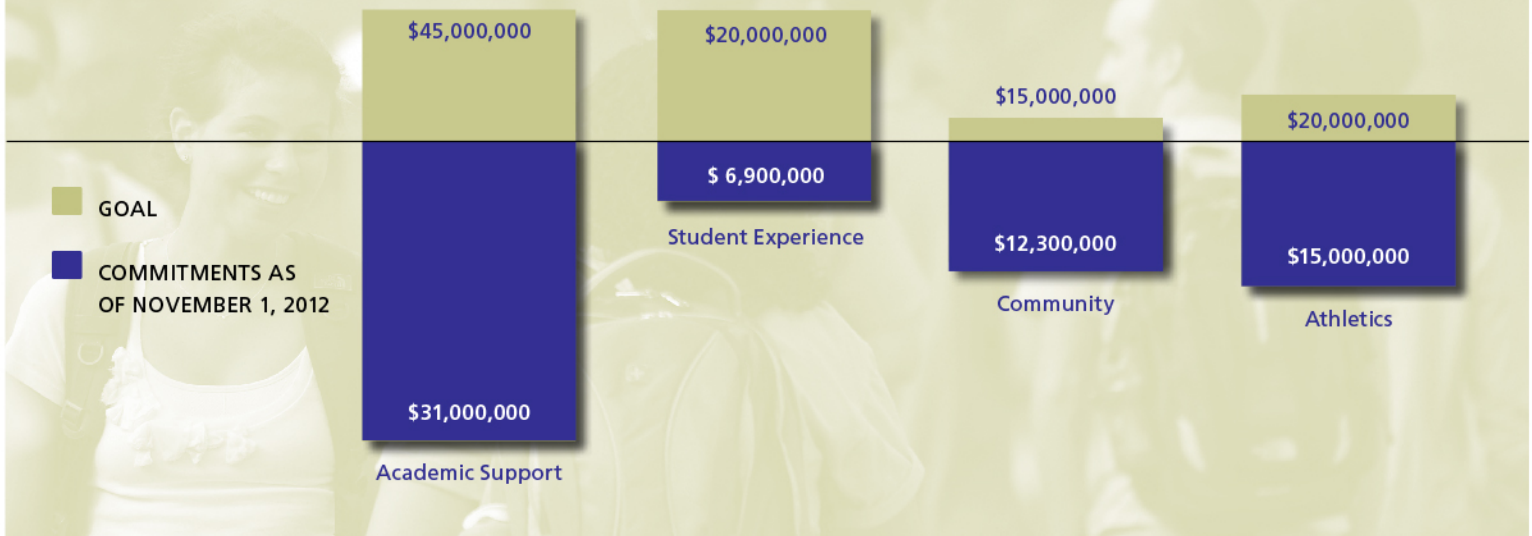 $45,000,000
$20,000,000
$15,000,000
$20,000,000
$ 6,900,000
$12,300,000
$15,000,000
$31,000,000
Student Experience
Community
Athletics
Academic Support
GOAL
COMMITMENTS AS
OF NOVEMBER 1, 2012